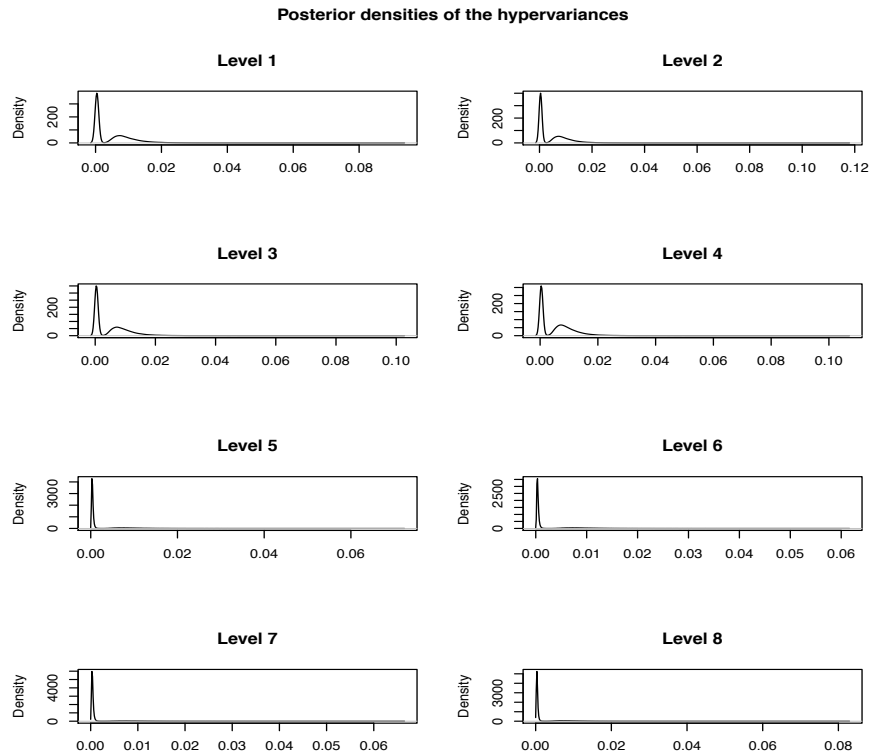 Posterior densities of the hypervariances
Level 1
Density
0 200
0.00 0.02 0.04 0.06 0.08
Level 2
Density
0 200
0.00 0.02 0.04 0.06 0.08 0.10 0.12
Level 3
Density
0 200
0.00 0.02 0.04 0.06 0.08 0.10
Level 4
Density
0 200
0.00 0.02 0.04 0.06 0.08 0.10
Level 5
Density
0 3000
0.00 0.02 0.04 0.06
Level 6
Density
0 2500
0.00 0.01 0.02 0.03 0.04 0.05 0.06
Level 7
Density
0 4000
0.00 0.01 0.02 0.03 0.04 0.05 0.06
Level 8
Density
0 3000
0.00 0.02 0.04 0.06 0.08